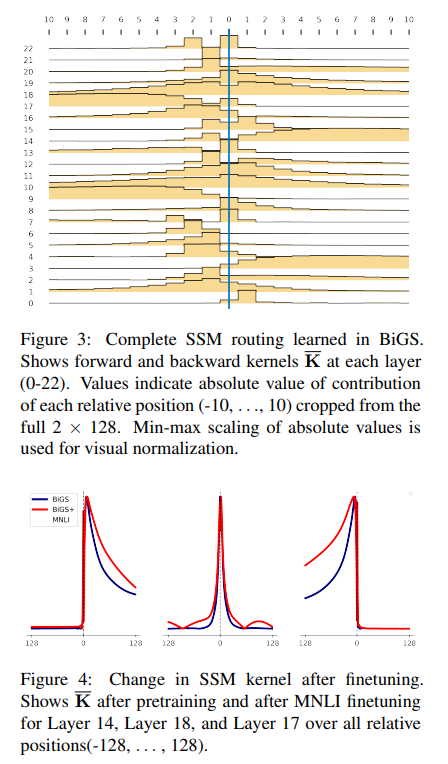 10 9 8 7 6 5 4 3 2 1 0 1 2 3 4 5 6 7 8 9 10
22
21
20
19
18
17
16
15
14
13
12
11
10
9
8
7
6
5
4
3
2
1
0
Figure 3: Complete SSM routing learned in BiGS.
Shows forward and backward kernels K̅ at each layer
(0-22). Values indicate absolute value of contribution
of each relative position (-10, …, 10) cropped from the
full 2 × 128. Min-max scaling of absolute values is
used for visual normalization.
BiGS
BiGS+
MNLI
128 0 128 128 0 128 128 0 128
Figure 4: Change in SSM kernel after finetuning.
Shows K̅ after pretraining and after MNLI finetuning
for Layer 14, Layer 18, and Layer 17 over all relative
positions(-128, … , 128).